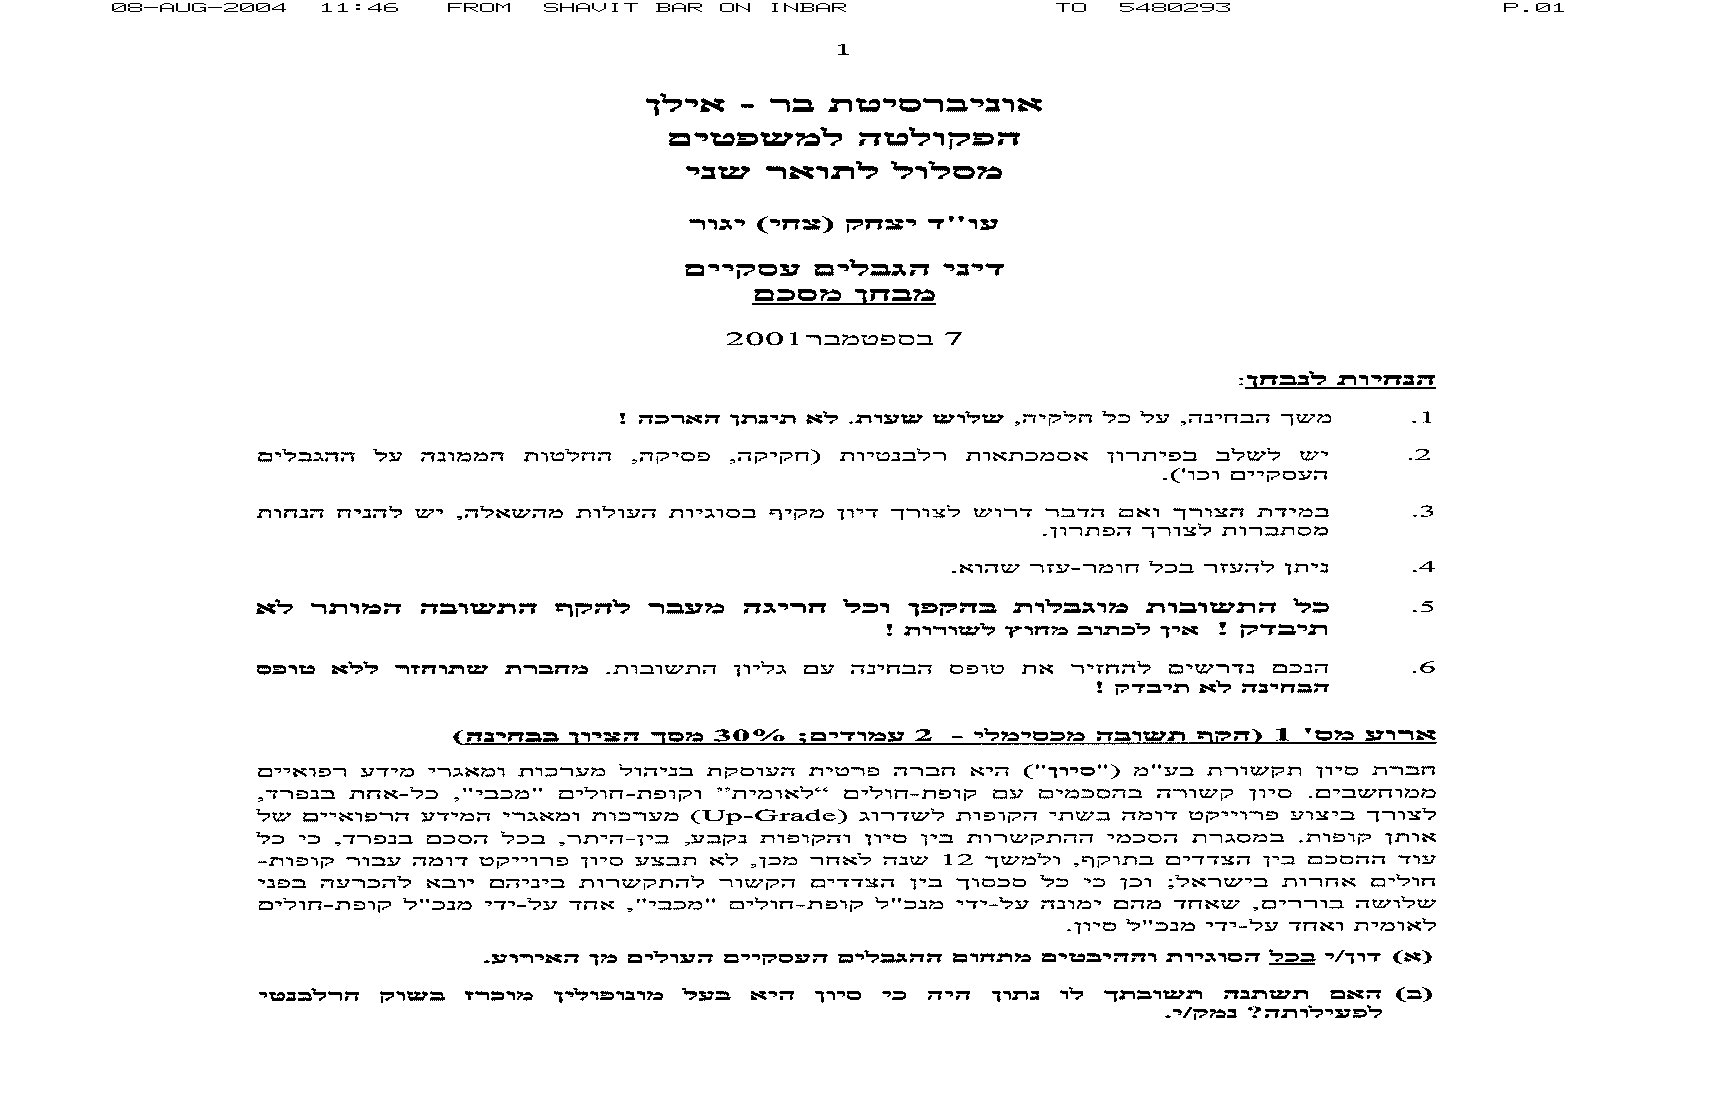 08-AUG-2004 11:46 FROM SHAVIT BAR ON INBAR TO 5480293 P.01
1
אוניברסיטת בר - אילן
הפקולטה למשפטים
מסלול לתואר שני
עו"ד יצחק (צחי) יגור
דיני הגבלים עסקיים
מבחן מסכם
7 בספטמבר 2001
הנחיות לנבחן:
1. משך הבחינה, על כל חלקיה, שלוש שעות. לא תינתן הארכה !
2. יש לשלב בפיתרון אסמכתאות רלבנטיות (חקיקה, פסיקה, החלטות הממונה על ההגבלים
העסקיים וכו').
3. במידת הצורך ואם הדבר דרוש לצורך דיון מקיף בסוגיות העולות מהשאלה, יש להניח הנחות
מסתברות לצורך הפתרון.
4. ניתן להעזר בכל חומר-עזר שהוא.
5. כל התשובות מוגבלות בהקפן וכל חריגה מעבר להקף התשובה המותר לא
תיבדק ! אין לכתוב מחוץ לשורות !
6. הנכם נדרשים להחזיר את טופס הבחינה עם גליון התשובות. מחברת שתוחזר ללא טופס
הבחינה לא תיבדק !
ארוע מס' 1 (הקף תשובה מכסימלי - 2 עמודים; 30% מסך הציון בבחינה)
חברת סיון תקשורת בע"מ ("סיון") היא חברה פרטית העוסקת בניהול מערכות ומאגרי מידע רפואיים
ממוחשבים. סיון קשורה בהסכמים עם קופת-חולים "לאומית" וקופת-חולים "מכבי", כל-אחת בנפרד,
לצורך ביצוע פרוייקט דומה בשתי הקופות לשדרוג (Up-Grade) מערכות ומאגרי המידע הרפואיים של
אותן קופות. במסגרת הסכמי ההתקשרות בין סיון והקופות נקבע, בין-היתר, בכל הסכם בנפרד, כי כל
עוד ההסכם בין הצדדים בתוקף, ולמשך 12 שנה לאחר מכן, לא תבצע סיון פרוייקט דומה עבור קופות-
חולים אחרות בישראל; וכן כי כל סכסוך בין הצדדים הקשור להתקשרות ביניהם יובא להכרעה בפני
שלושה בוררים, שאחד מהם ימונה על-ידי מנכ"ל קופת-חולים "מכבי", אחד על-ידי מנכ"ל קופת-חולים
לאומית ואחד על-ידי מנכ"ל סיון.
(א) דון/י בכל הסוגיות וההיבטים מתחום ההגבלים העסקיים העולים מן האירוע.
(ב) האם תשתנה תשובתך לו נתון היה כי סיון היא בעל מונופולין מוכרז בשוק הרלבנטי
לפעילותה? נמק/י.